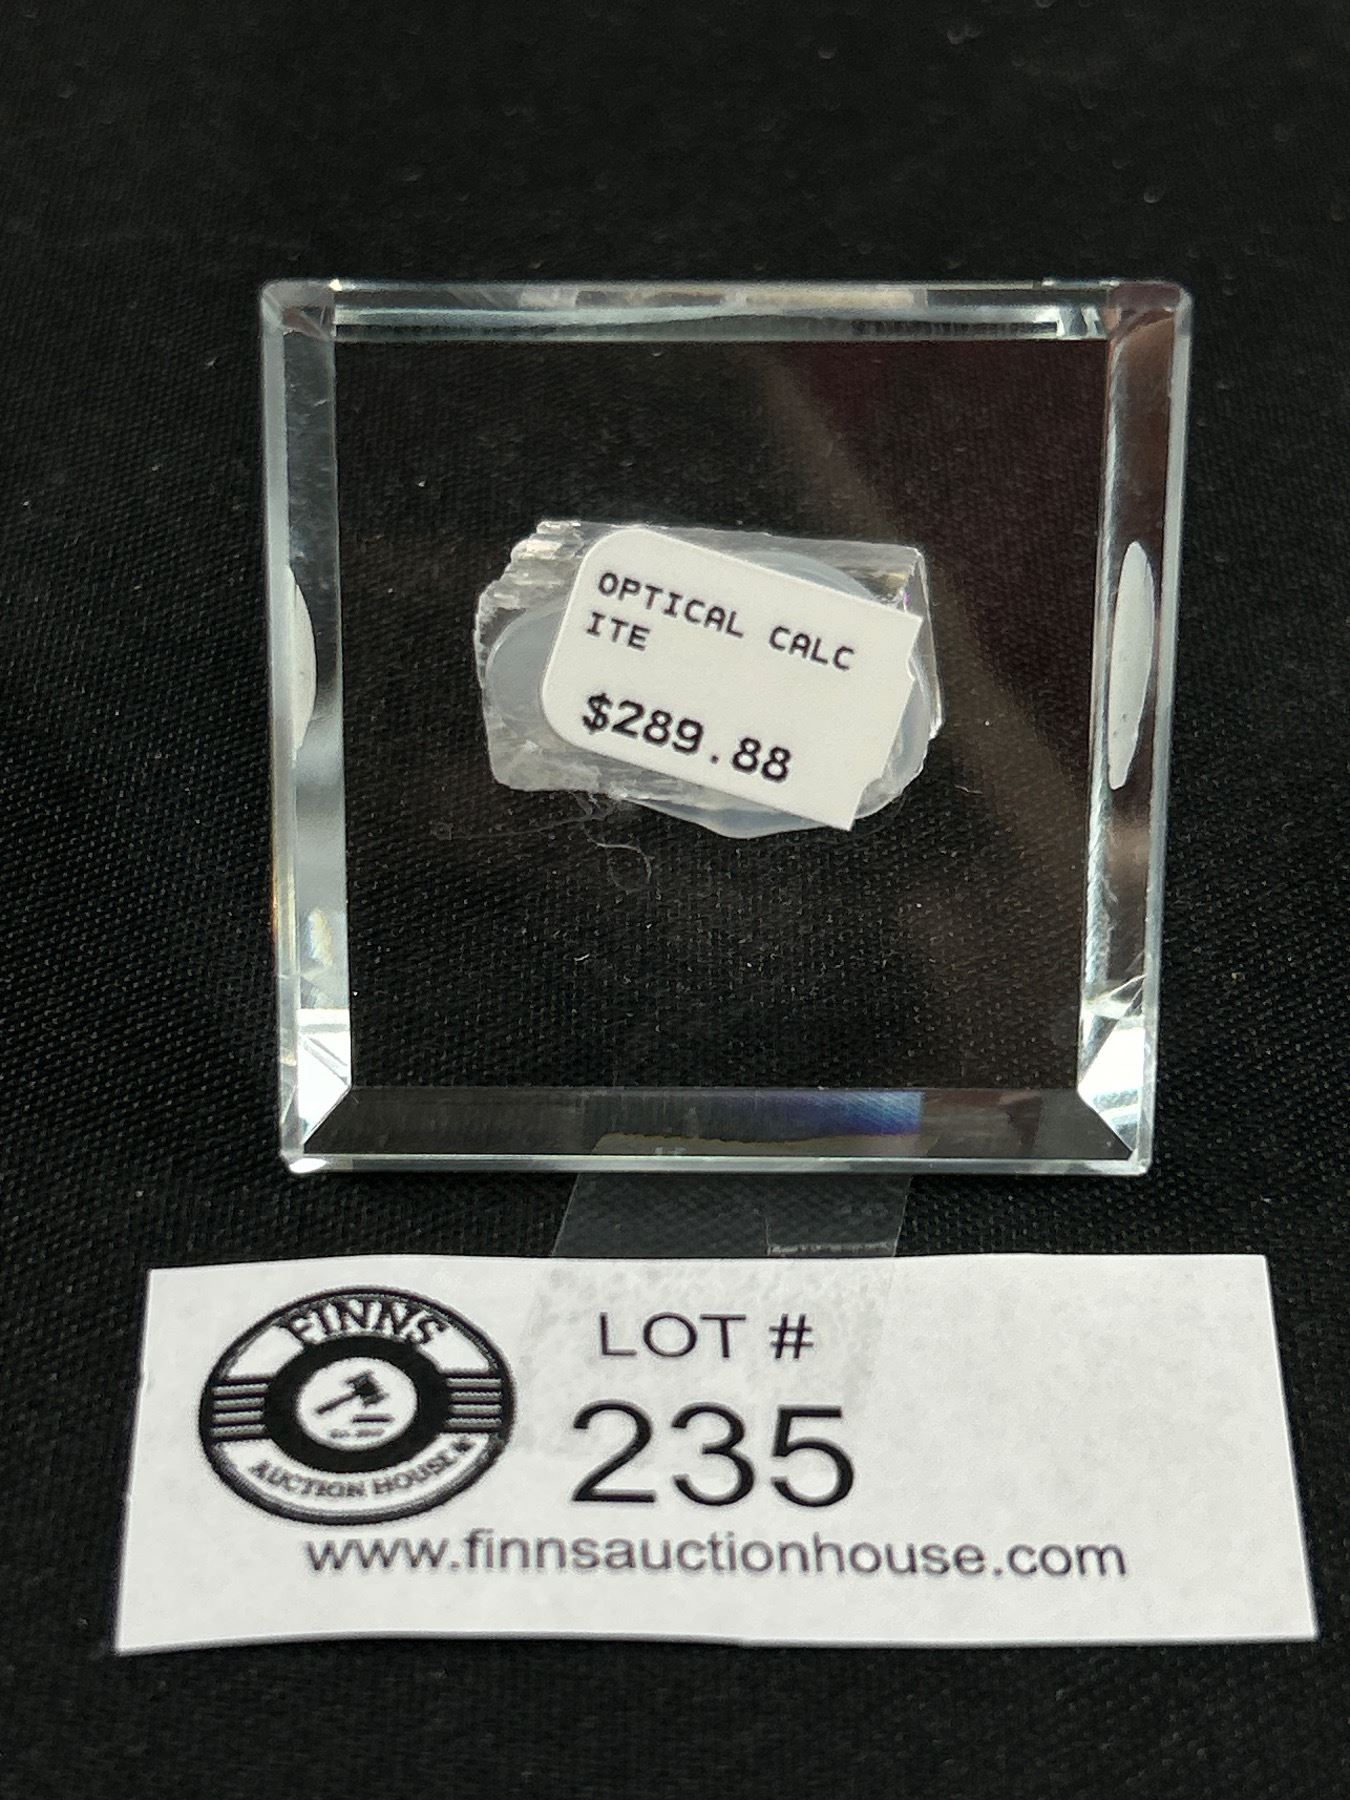 OPTICAL CALC
ITE
$289.88
FINNS
AUCTION HOUSE
LOT #
235
www.finnsauctionhouse.com